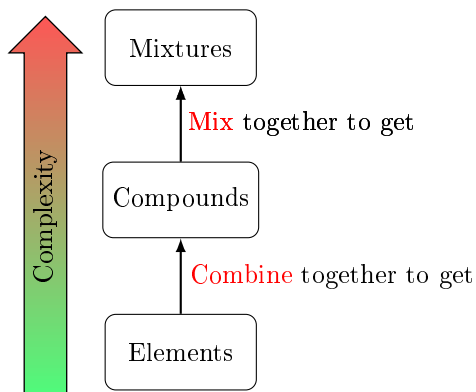 Mixtures
Mix together to get
Compounds
Complexity
Combine together to get
Elements